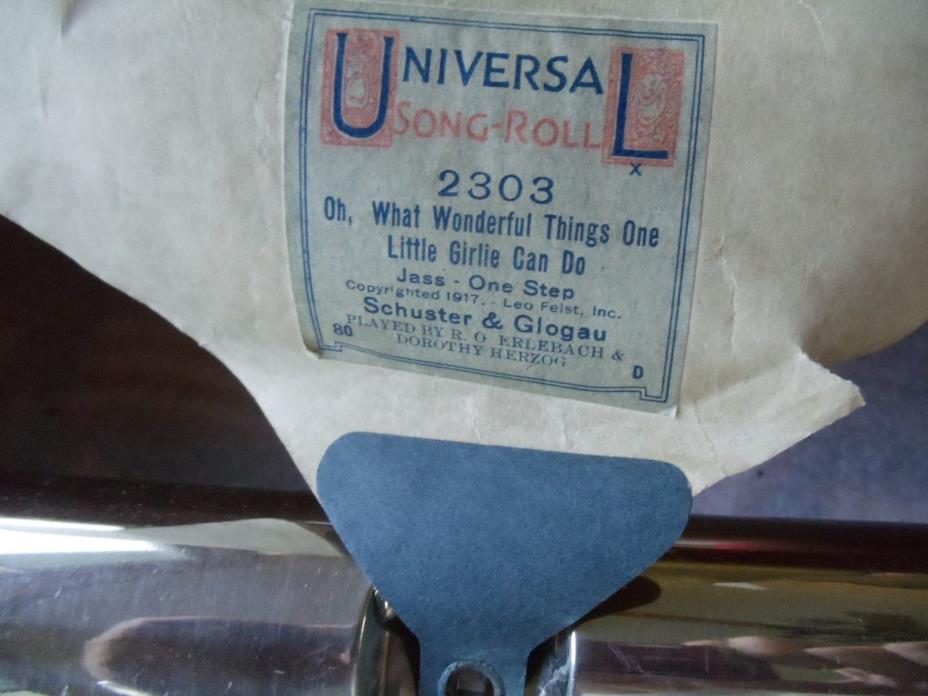 UNIVERSAL
SONG-ROLL
x
2303
Oh, What Wonderful Things One
Little Girlie Can Do
Jass - One Step
Copyrighted 1917, - Leo Feist, Inc.
Schuster & Glogau
80 PLAYED BY R. O. ERLEBACH &
DOROTHY HERZOG
D